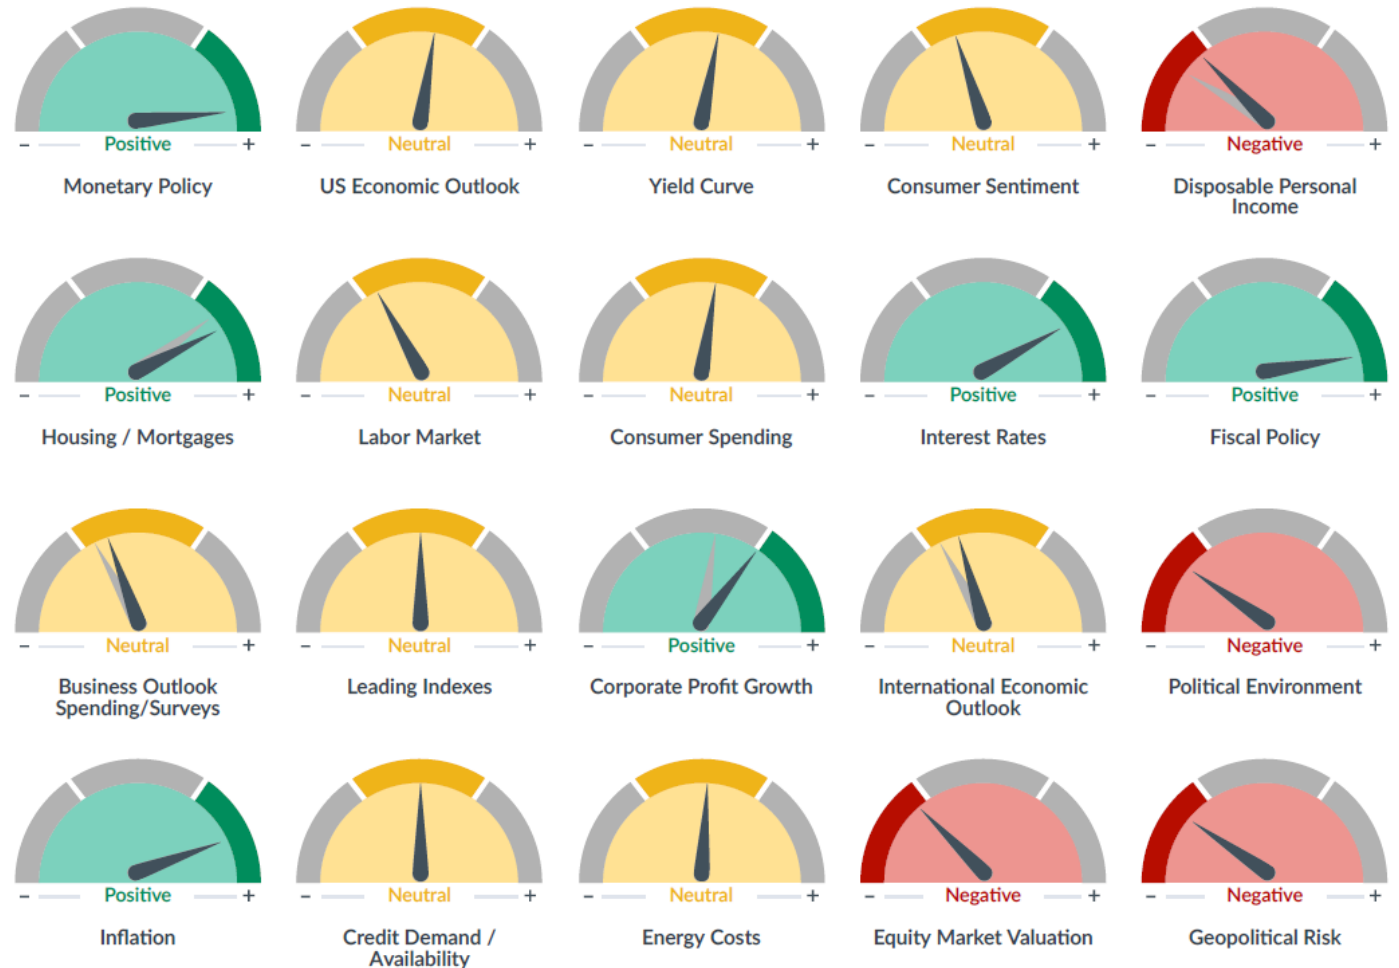 – Positive +
– Neutral +
– Neutral +
– Neutral +
– Negative +
Monetary Policy
US Economic Outlook
Yield Curve
Consumer Sentiment
Disposable Personal
Income
– Positive +
– Neutral +
– Neutral +
– Positive +
– Positive +
Housing / Mortgages
Labor Market
Consumer Spending
Interest Rates
Fiscal Policy
– Neutral +
– Neutral +
– Positive +
– Neutral +
– Negative +
Business Outlook
Spending/Surveys
Leading Indexes
Corporate Profit Growth
International Economic
Outlook
Political Environment
– Positive +
– Neutral +
– Neutral +
– Negative +
– Negative +
Inflation
Credit Demand /
Availability
Energy Costs
Equity Market Valuation
Geopolitical Risk